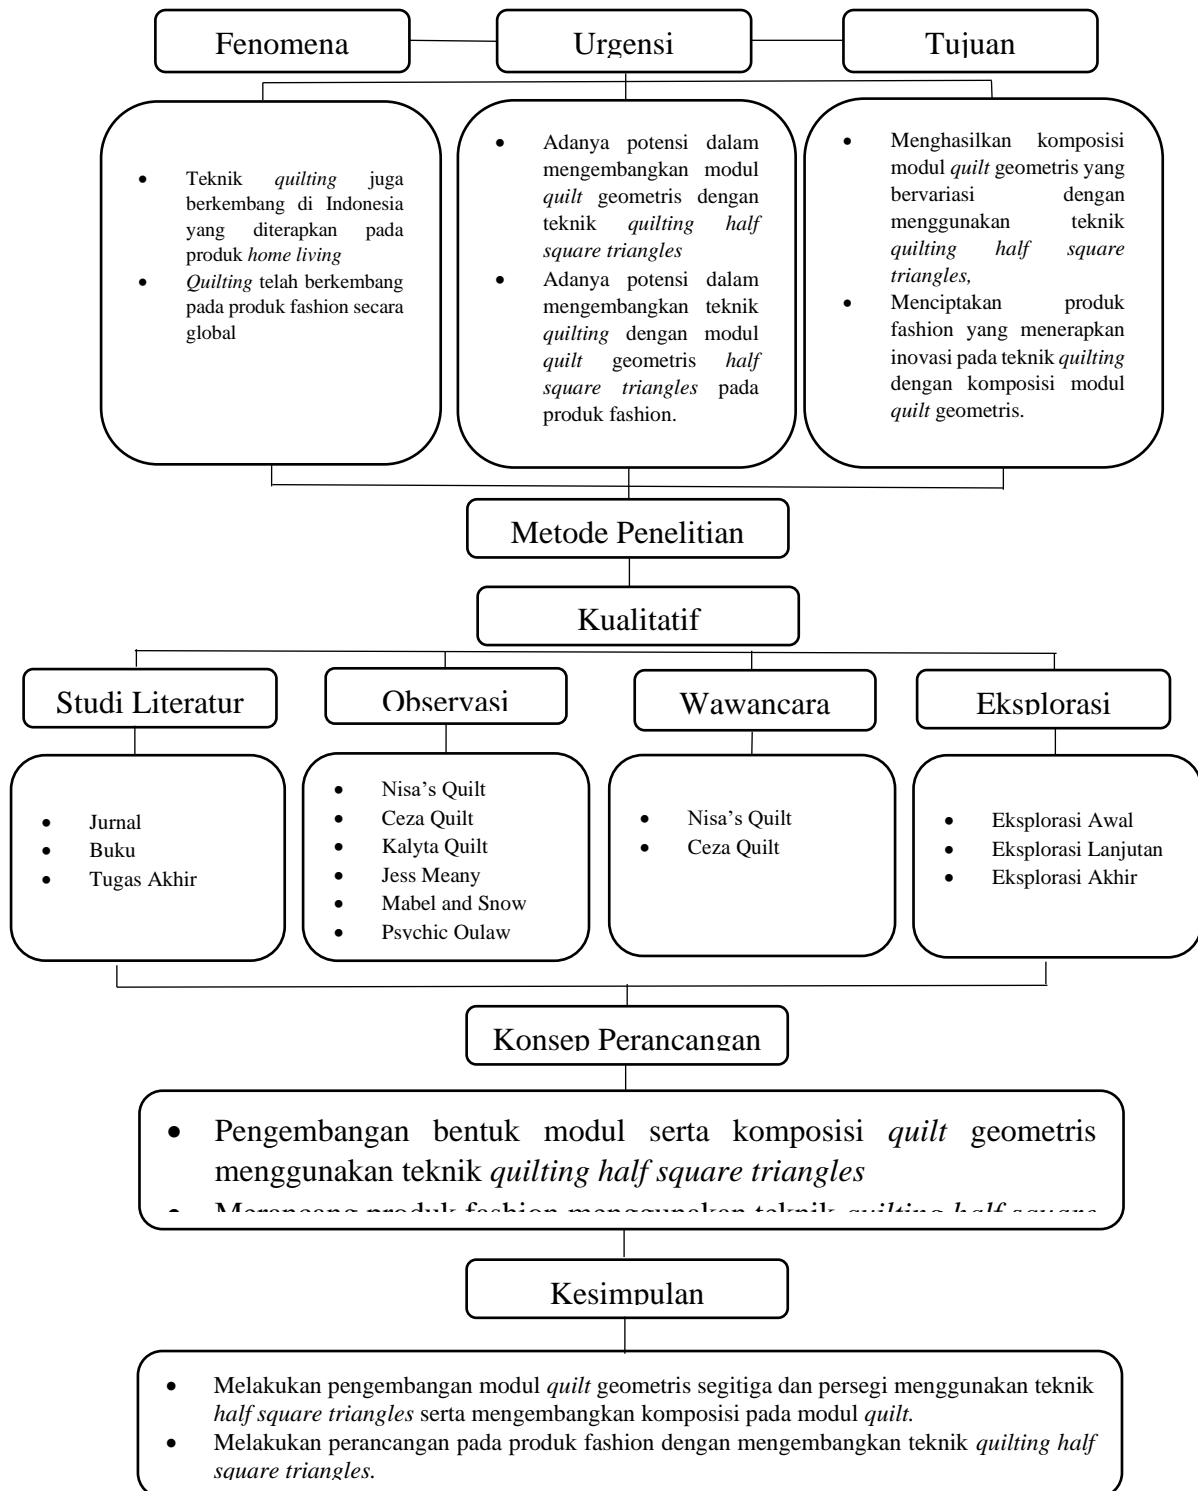 Fenomena
Urgensi
Tujuan
Teknik quilting juga
berkembang di Indonesia
yang diterapkan pada
produk home living
Quilting telah berkembang
pada produk fashion secara
global
Adanya potensi dalam
mengembangkan modul
quilt geometris dengan
teknik quilting half
square triangles
Adanya potensi dalam
mengembangkan teknik
quilting dengan modul
quilt geometris half
square triangles pada
produk fashion.
Menghasilkan komposisi
modul quilt geometris yang
bervariasi dengan
menggunakan teknik
quilting half square
triangles,
Menciptakan produk
fashion yang menerapkan
inovasi pada teknik quilting
dengan komposisi modul
quilt geometris.
Metode Penelitian
Kualitatif
Studi Literatur
Observasi
Wawancara
Eksplorasi
Jurnal
Buku
Tugas Akhir
Nisa’s Quilt
Ceza Quilt
Kalyta Quilt
Jess Meany
Mabel and Snow
Psychic Oulaw
Nisa’s Quilt
Ceza Quilt
Eksplorasi Awal
Eksplorasi Lanjutan
Eksplorasi Akhir
Konsep Perancangan
Pengembangan bentuk modul serta komposisi quilt geometris
menggunakan teknik quilting half square triangles
Merancang produk fashion menggunakan teknik quilting half square
Kesimpulan
Melakukan pengembangan modul quilt geometris segitiga dan persegi menggunakan teknik
half square triangles serta mengembangkan komposisi pada modul quilt.
Melakukan perancangan pada produk fashion dengan mengembangkan teknik quilting half
square triangles.